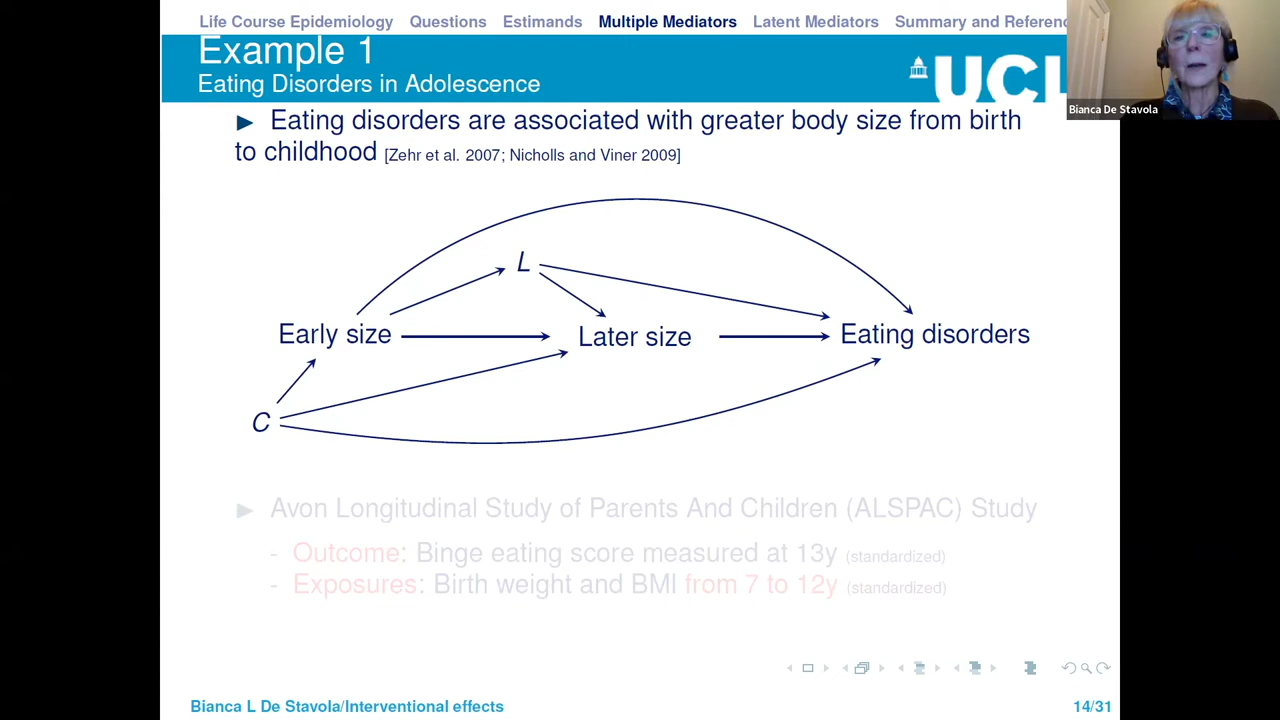 Life Course Epidemiology Questions Estimands Multiple Mediators Latent Mediators Summary and Referenc
Example 1
Eating Disorders in Adolescence
UCL
Bianca De Stavola
► Eating disorders are associated with greater body size from birth
to childhood [Zehr et al. 2007; Nicholls and Viner 2009]
L
Early size Later size Eating disorders
C
► Avon Longitudinal Study of Parents And Children (ALSPAC) Study
- Outcome: Binge eating score measured at 13y (standardized)
- Exposures: Birth weight and BMI from 7 to 12y (standardized)
Bianca L De Stavola/Interventional effects 14/31